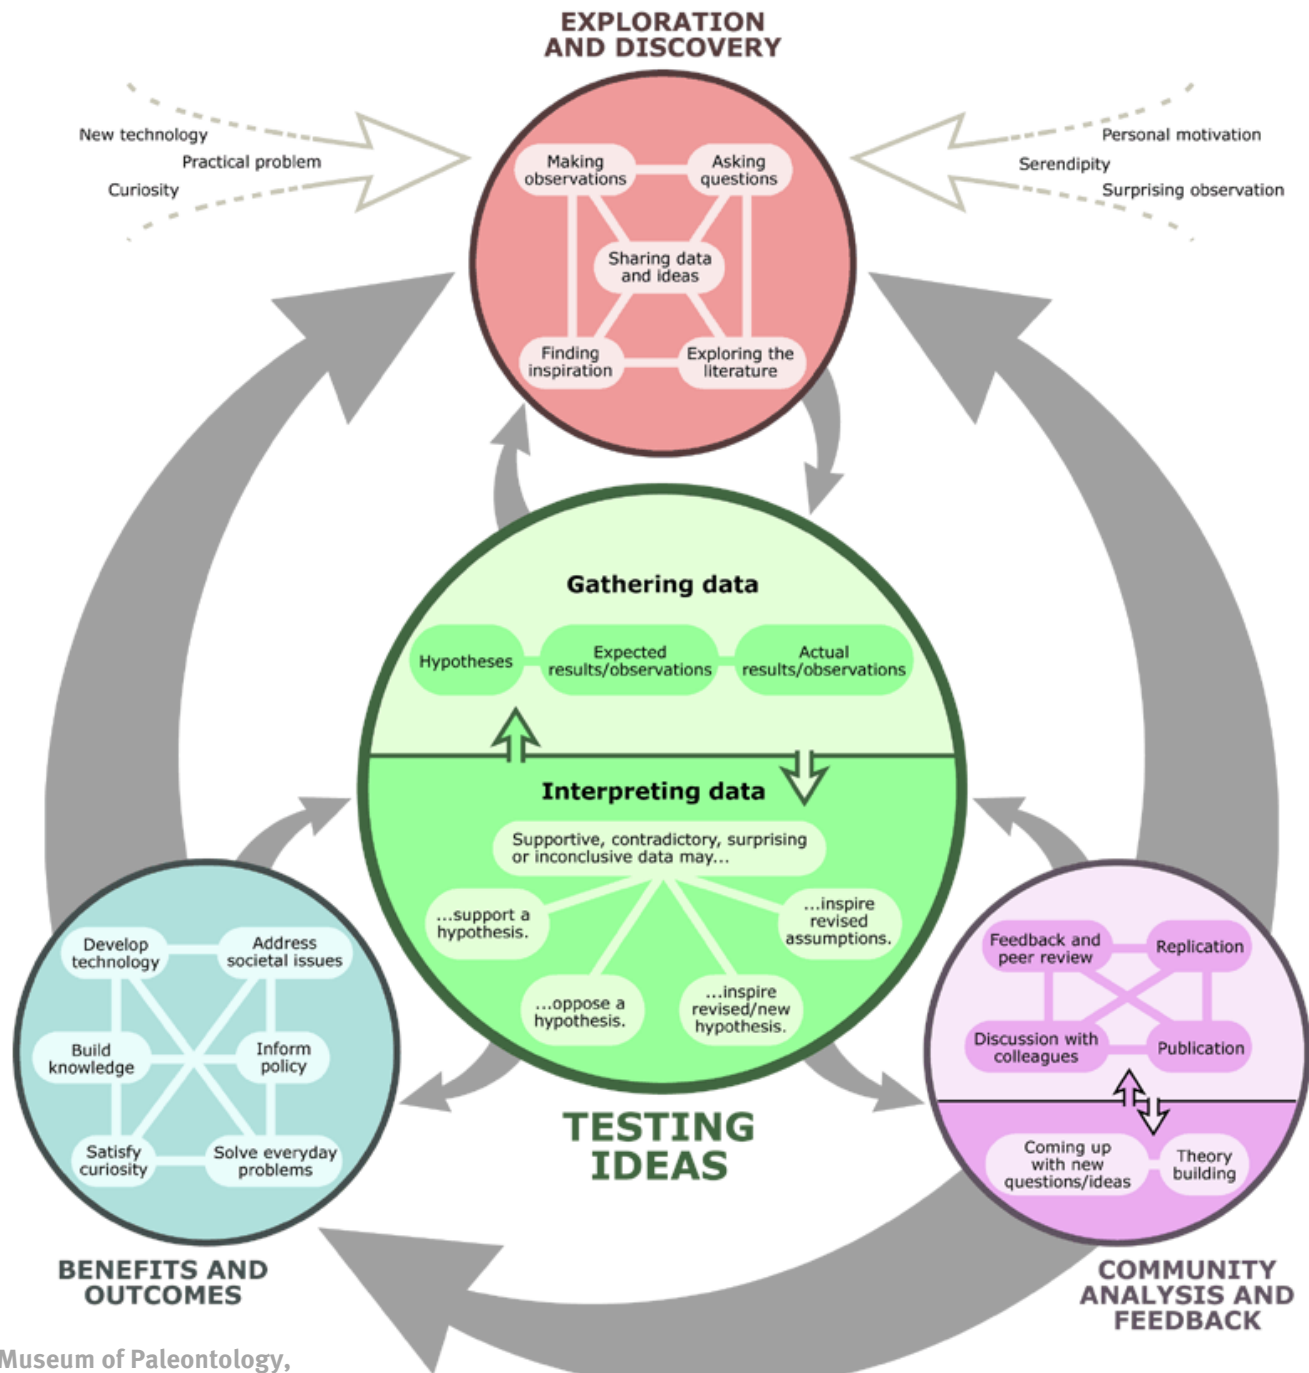 EXPLORATION
AND DISCOVERY
New technology
Practical problem
Curiosity
Personal motivation
Serendipity
Surprising observation
Making
observations
Asking
questions
Sharing data
and ideas
Finding
inspiration
Exploring the
literature
Gathering data
Hypotheses
Expected
results/observations
Actual
results/observations
Interpreting data
Supportive, contradictory, surprising
or inconclusive data may...
...support a
hypothesis.
...oppose a
hypothesis.
...inspire
revised/new
hypothesis.
...inspire
revised
assumptions.
TESTING
IDEAS
Develop
technology
Address
societal issues
Build
knowledge
Inform
policy
Satisfy
curiosity
Solve everyday
problems
BENEFITS AND
OUTCOMES
Feedback and
peer review
Replication
Discussion with
colleagues
Publication
Coming up
with new
questions/ideas
Theory
building
COMMUNITY
ANALYSIS AND
FEEDBACK
Museum of Paleontology,